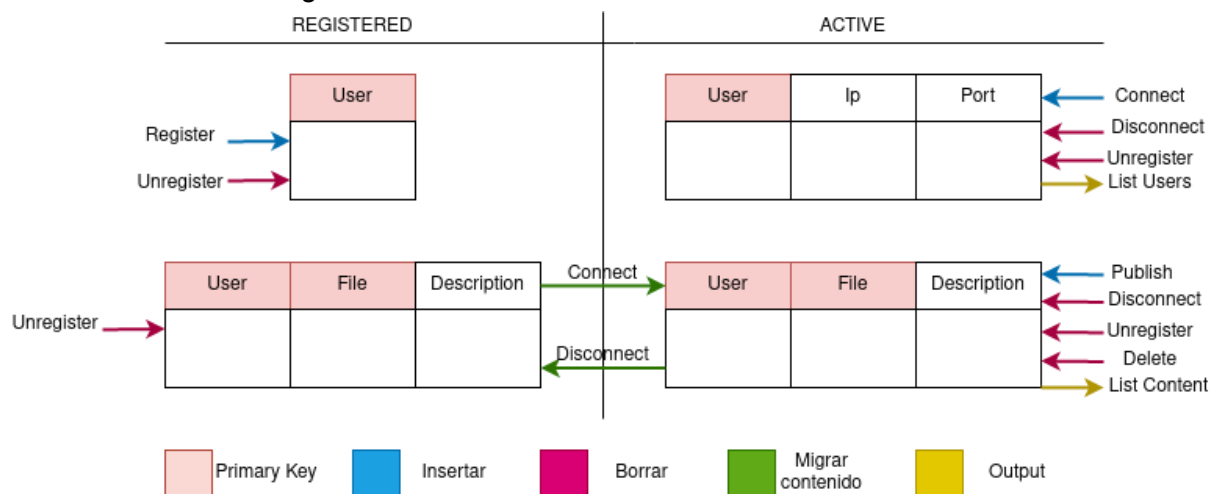 REGISTERED
ACTIVE
User
User Ip Port
Connect
Disconnect
Unregister
List Users
Register
Unregister
User File Description
Connect
Disconnect
User File Description
Publish
Disconnect
Unregister
Delete
List Content
Unregister
Primary Key
Insertar
Borrar
Migrar
contenido
Output